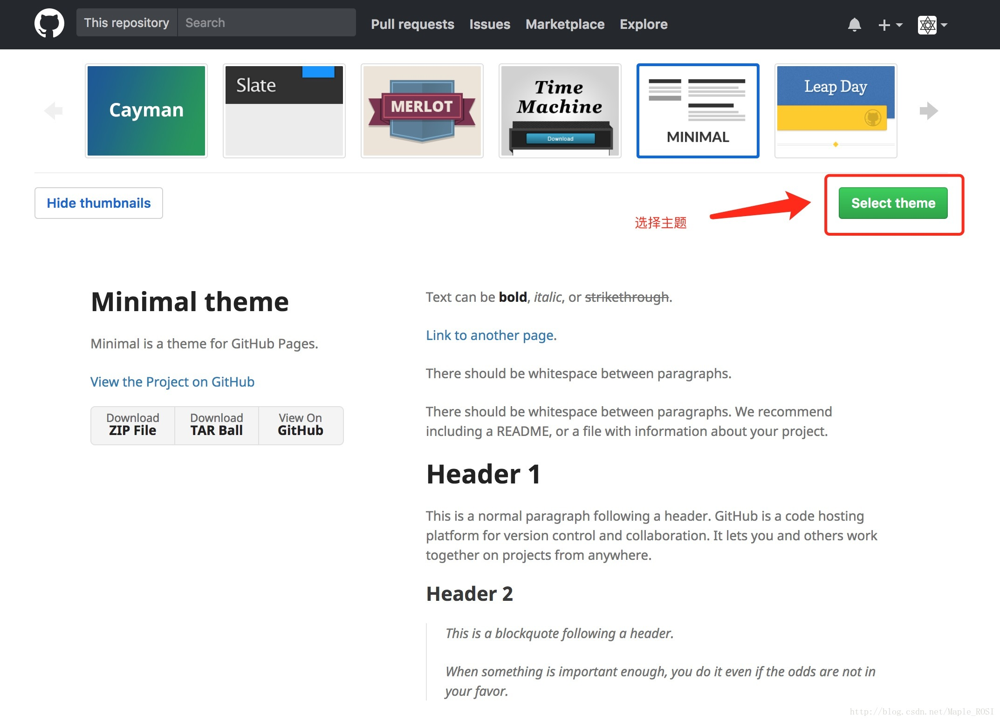 This repository Search Pull requests Issues Marketplace Explore
Cayman
Slate
MERLOT
Time
Machine
Download
MINIMAL
Leap Day
Hide thumbnails
选择主题
Select theme
Minimal theme
Minimal is a theme for GitHub Pages.
View the Project on GitHub
Download
ZIP File
Download
TAR Ball
View On
GitHub
Text can be bold, italic, or strikethrough.
Link to another page.
There should be whitespace between paragraphs.
There should be whitespace between paragraphs. We recommend
including a README, or a file with information about your project.
Header 1
This is a normal paragraph following a header. GitHub is a code hosting
platform for version control and collaboration. It lets you and others work
together on projects from anywhere.
Header 2
This is a blockquote following a header.
When something is important enough, you do it even if the odds are not in
your favor.
http://blog.csdn.net/Maple_ROSI